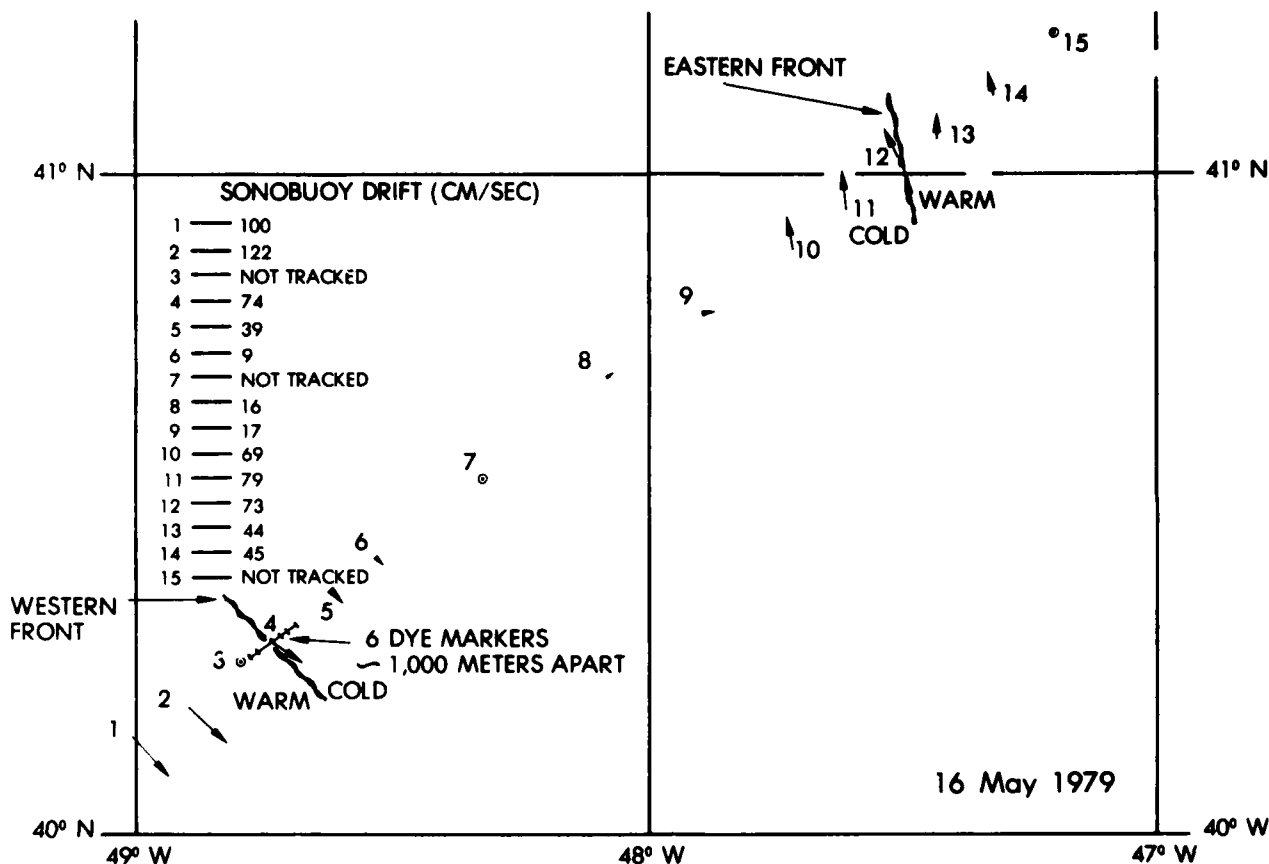 15
EASTERN FRONT
14
13
12
41° N
41° N
SONOBUOY DRIFT (CM/SEC)
WARM
11
COLD
10
1 — 100
2 — 122
3 — NOT TRACKED
4 — 74
5 — 39
6 — 9
7 — NOT TRACKED
8 — 16
9 — 17
10 — 69
11 — 79
12 — 73
13 — 44
14 — 45
15 — NOT TRACKED
9
8
7
6
5
WESTERN
FRONT
4
6 DYE MARKERS
~ 1,000 METERS APART
3
WARM
COLD
2
1
16 May 1979
40° N
40° W
49° W
48° W
47° W